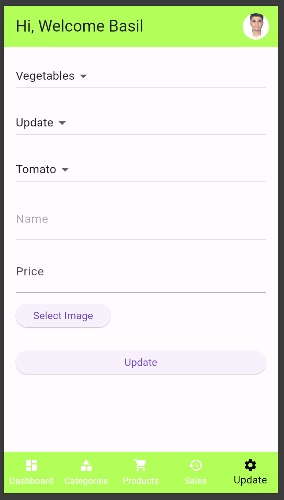 Hi, Welcome Basil
Vegetables
Update
Tomato
Name
Price
Select Image
Update
Dashboard Categories Products Sales Update